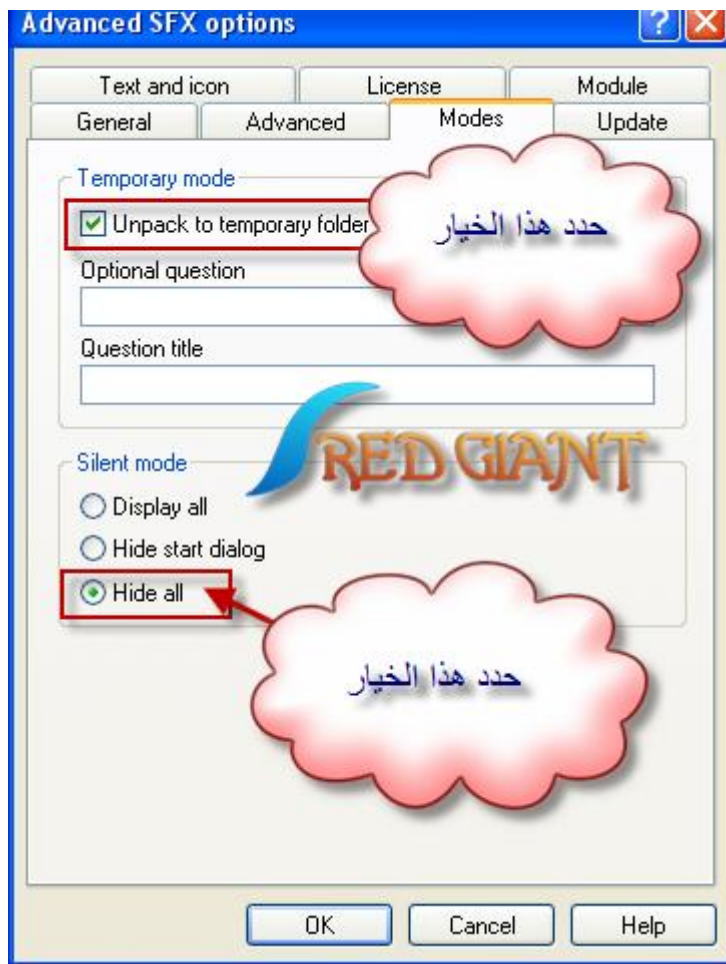 Advanced SFX options
Text and icon License Module
General Advanced Modes Update
Temporary mode
Unpack to temporary folder
حدد هذا الخيار
Optional question
Question title
RED GIANT
Silent mode
Display all
Hide start dialog
Hide all
حدد هذا الخيار
OK Cancel Help